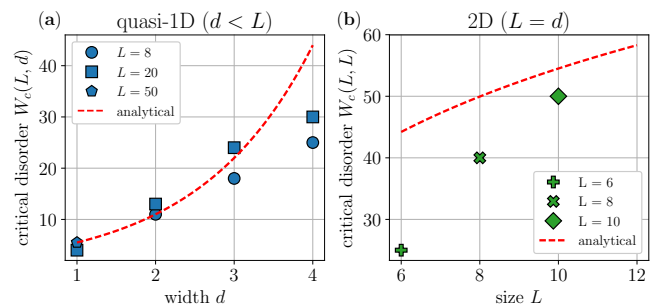 (a) quasi-1D (d < L)
critical disorder W_c(L, d)
40
30
20
10
L = 8
L = 20
L = 50
analytical
1 2 3 4
width d
(b) 2D (L = d)
critical disorder W_c(L, L)
60
50
40
30
L = 6
L = 8
L = 10
analytical
6 8 10 12
size L